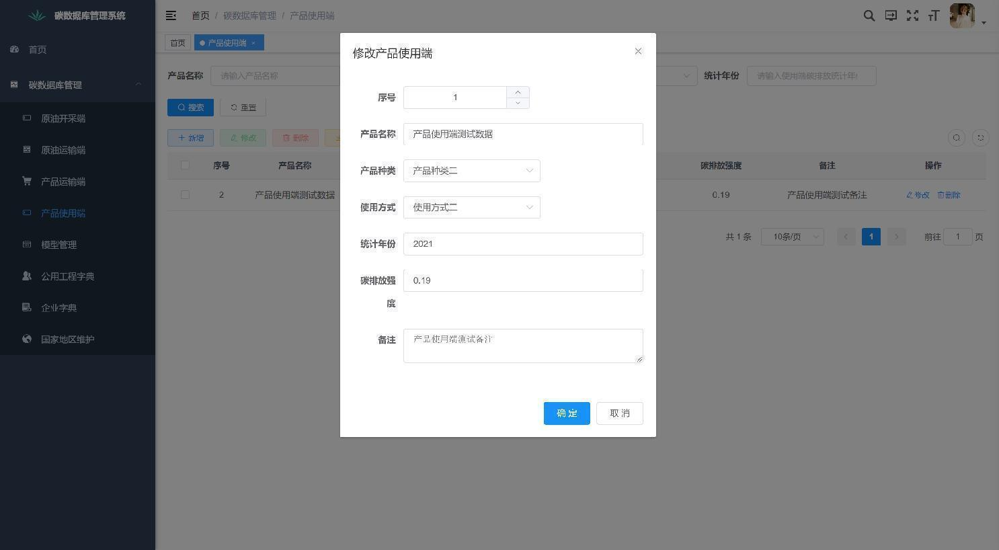 碳数据库管理系统
首页 / 碳数据库管理 / 产品使用端
首页
首页
产品使用端 ×
碳数据库管理
原油开采端
原油运输端
产品运输端
产品使用端
模型管理
公用工程字典
企业字典
国家地区维护
产品名称 请输入产品名称
统计年份 请输入使用端碳排放统计年份
搜索 重置
新增 修改 删除
序号 产品名称 碳排放强度 备注 操作
2 产品使用端测试数据 0.19 产品使用端测试备注 修改 删除
共 1 条 10条/页 1 前往 1 页
修改产品使用端
序号 1
产品名称 产品使用端测试数据
产品种类 产品种类二
使用方式 使用方式二
统计年份 2021
碳排放强 0.19
度
备注 产品使用端测试备注
确 定 取 消